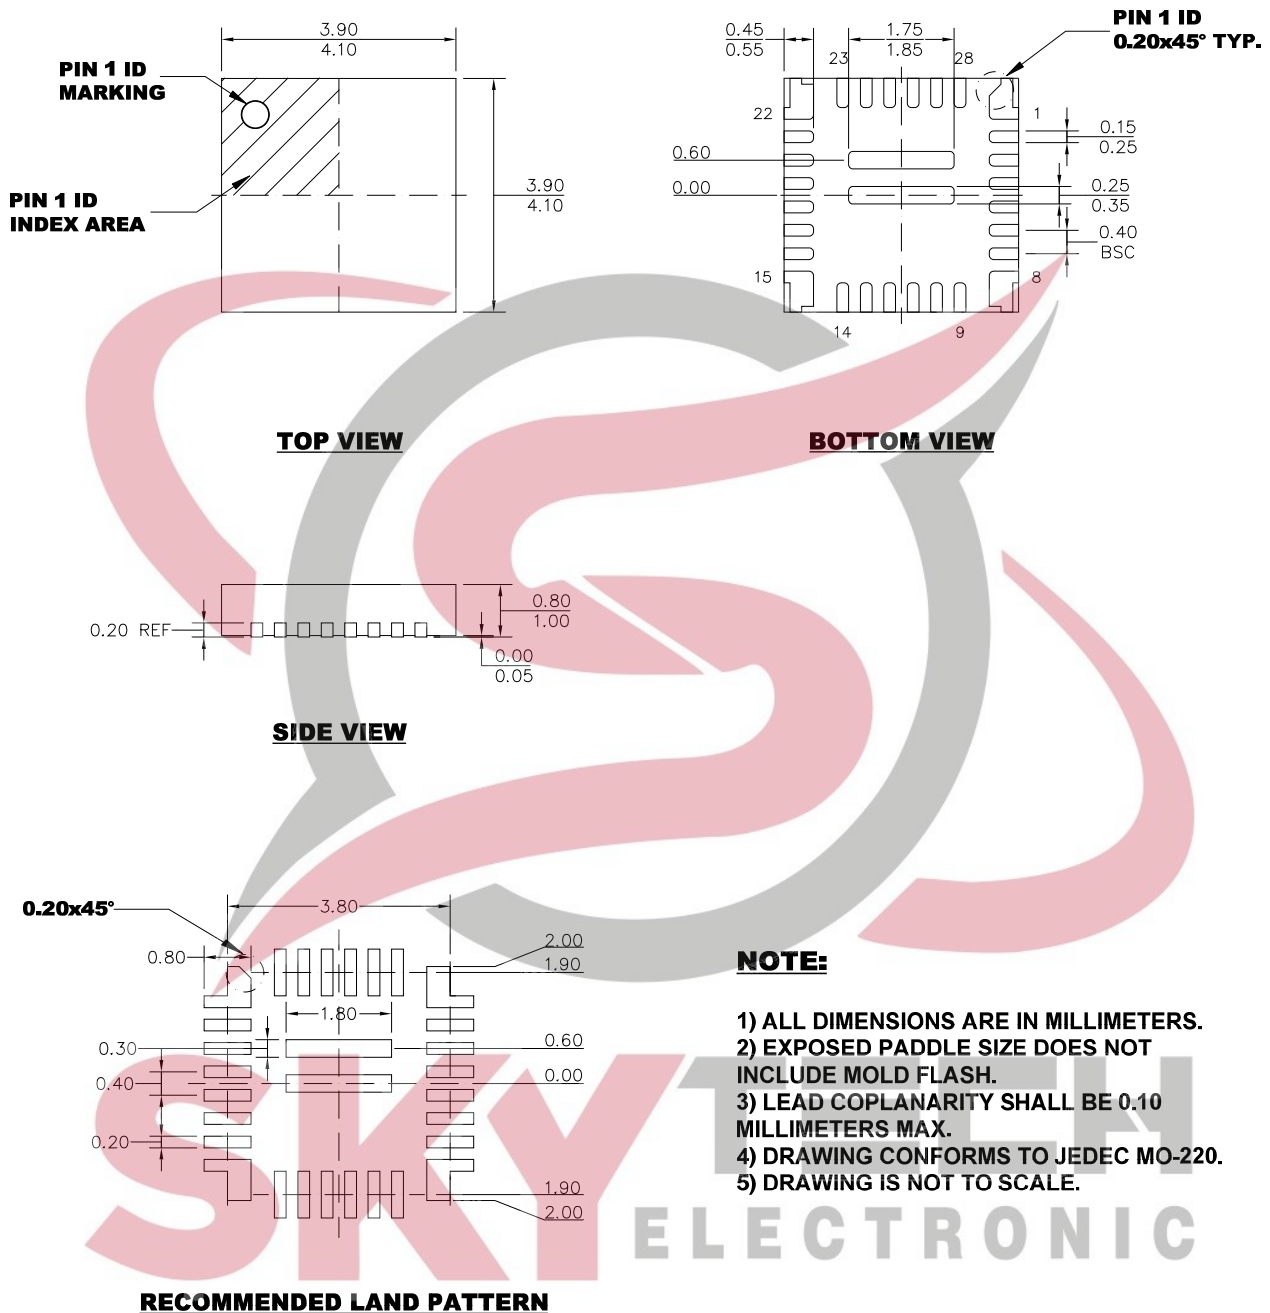 3.90
4.10
PIN 1 ID
MARKING
PIN 1 ID
INDEX AREA
3.90
4.10
TOP VIEW
0.45
0.55
1.75
1.85
PIN 1 ID
0.20x45° TYP.
23
28
22
1
0.15
0.25
0.60
0.00
0.25
0.35
0.40
BSC
15
8
14
9
BOTTOM VIEW
0.20 REF
0.80
1.00
0.00
0.05
SIDE VIEW
0.20x45°
3.80
0.80
2.00
1.90
1.80
0.30
0.60
0.40
0.00
0.20
1.90
2.00
RECOMMENDED LAND PATTERN
NOTE:
1) ALL DIMENSIONS ARE IN MILLIMETERS.
2) EXPOSED PADDLE SIZE DOES NOT
INCLUDE MOLD FLASH.
3) LEAD COPLANARITY SHALL BE 0.10
MILLIMETERS MAX.
4) DRAWING CONFORMS TO JEDEC MO-220.
5) DRAWING IS NOT TO SCALE.
SKYTECH
ELECTRONIC